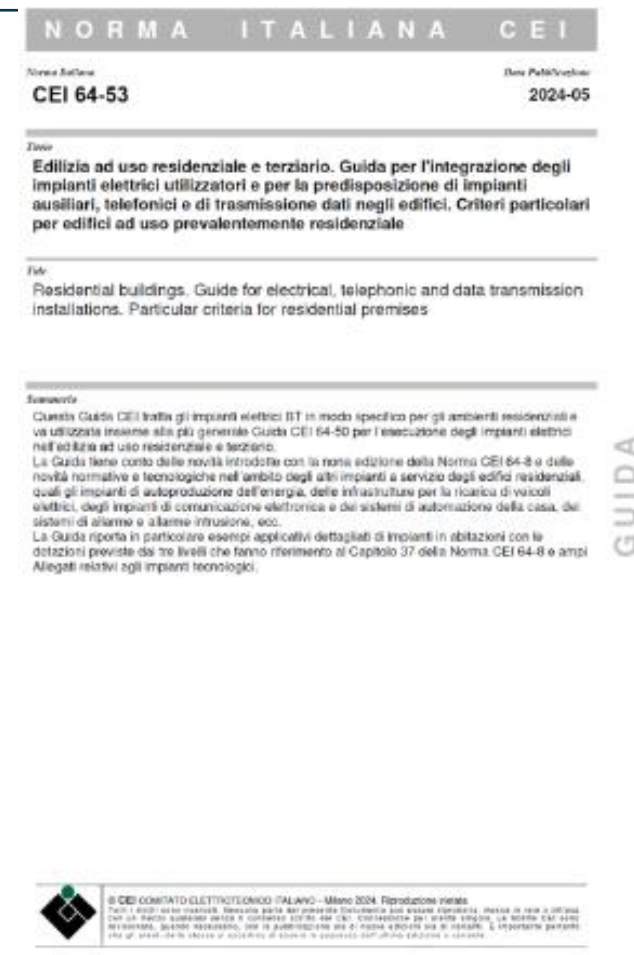 NORMA ITALIANA CEI
Norma Italiana
Data Pubblicazione
CEI 64-53
2024-05
Titolo
Edilizia ad uso residenziale e terziario. Guida per l'integrazione degli
impianti elettrici utilizzatori e per la predisposizione di impianti
ausiliari, telefonici e di trasmissione dati negli edifici. Criteri particolari
per edifici ad uso prevalentemente residenziale
Title
Residential buildings. Guide for electrical, telephonic and data transmission
installations. Particular criteria for residential premises
Sommario
Questa Guida CEI tratta gli impianti elettrici BT in modo specifico per gli ambienti residenziali e
va utilizzata insieme alla più generale Guida CEI 64-50 per l'esecuzione degli impianti elettrici
nell'edilizia ad uso residenziale e terziario.
La Guida tiene conto delle novità introdotte con la nona edizione della Norma CEI 64-8 e delle
novità normative e tecnologiche nell'ambito degli altri impianti a servizio degli edifici residenziali,
quali gli impianti di autoproduzione dell'energia, delle infrastrutture per la ricarica di veicoli
elettrici, degli impianti di comunicazione elettronica e dei sistemi di automazione della casa, dei
sistemi di allarme e allarme intrusione, ecc.
La Guida riporta in particolare esempi applicativi dettagliati di impianti in abitazioni con le
dotazioni previste dai tre livelli che fanno riferimento al Capitolo 37 della Norma CEI 64-8 e ampi
Allegati relativi agli impianti tecnologici.
GUIDA
© CEI COMITATO ELETTROTECNICO ITALIANO - Milano 2024. Riproduzione vietata